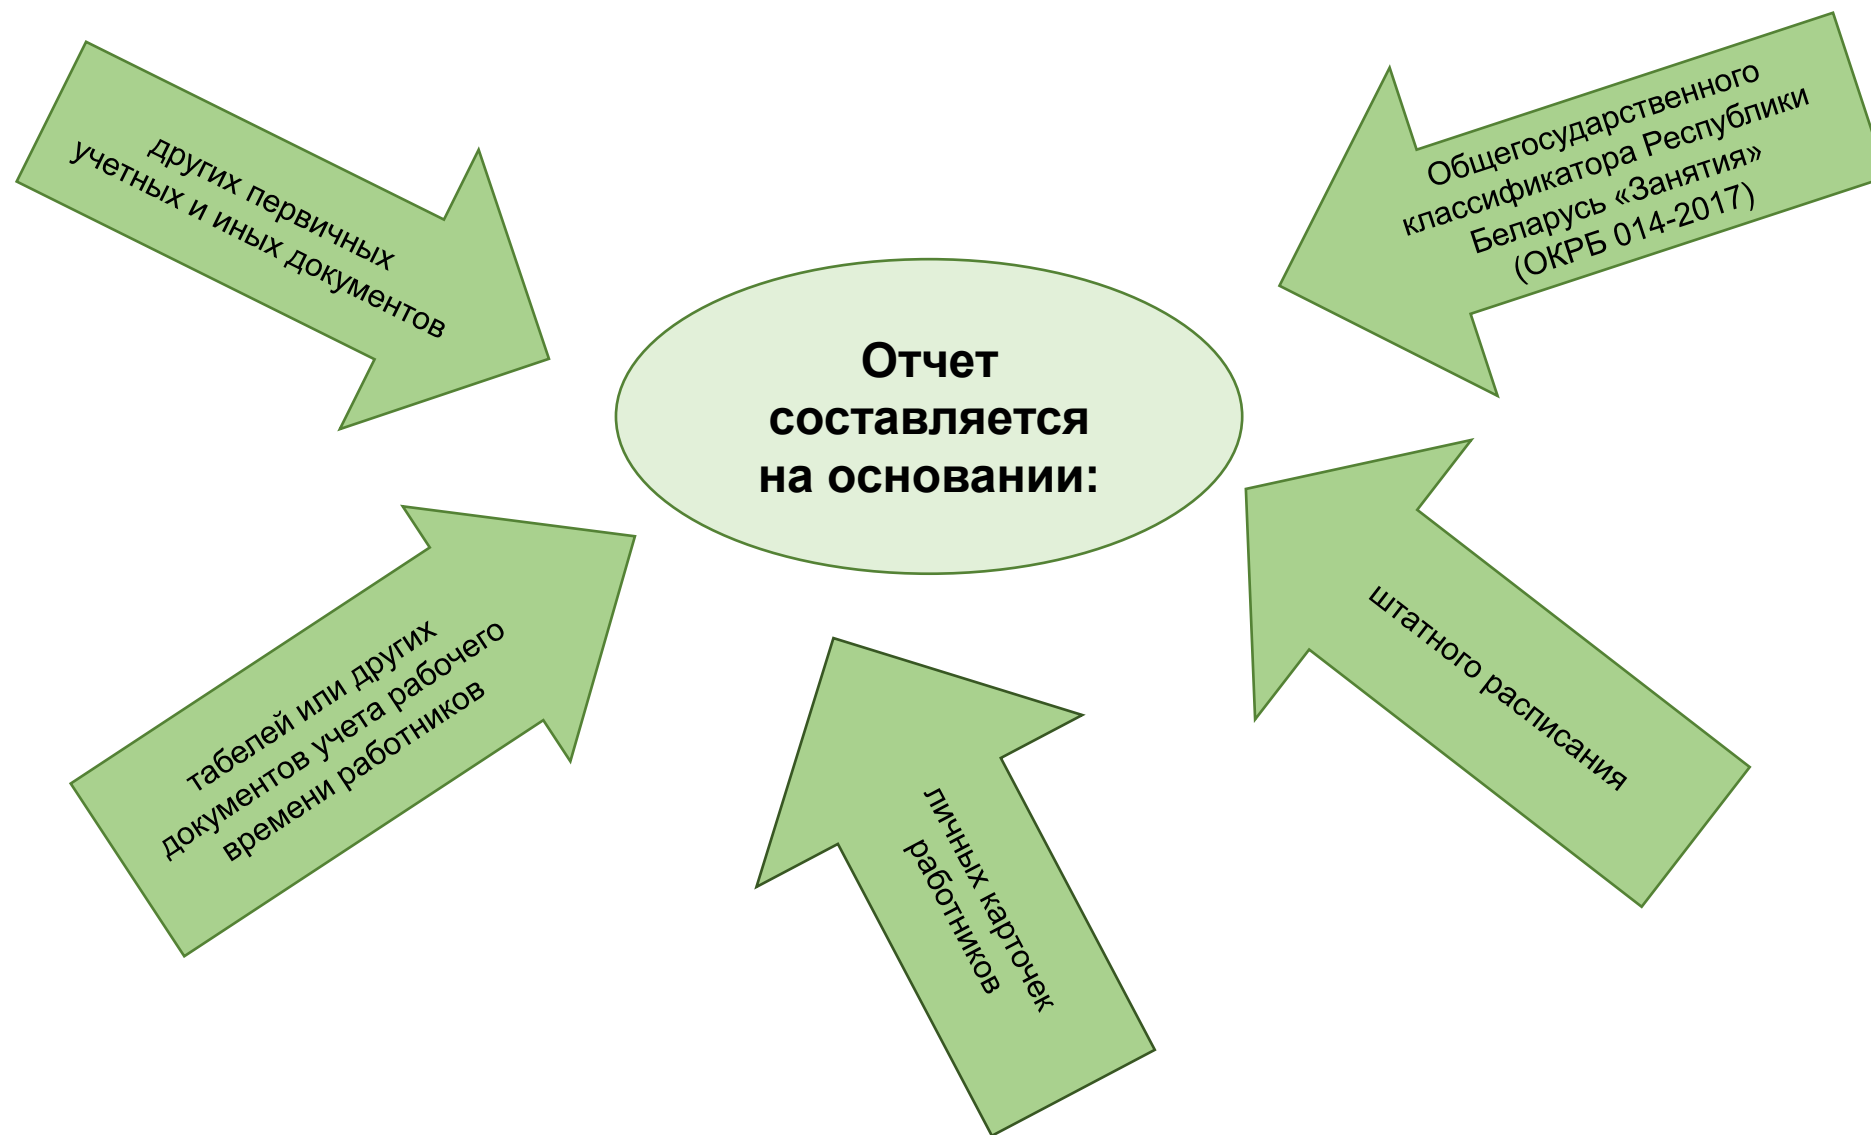 других первичных
учетных и иных документов
Общегосударственного
классификатора Республики
Беларусь «Занятия»
(ОКРБ 014-2017)
Отчет
составляется
на основании:
табелей или других
документов учета рабочего
времени работников
личных карточек
работников
штатного расписания